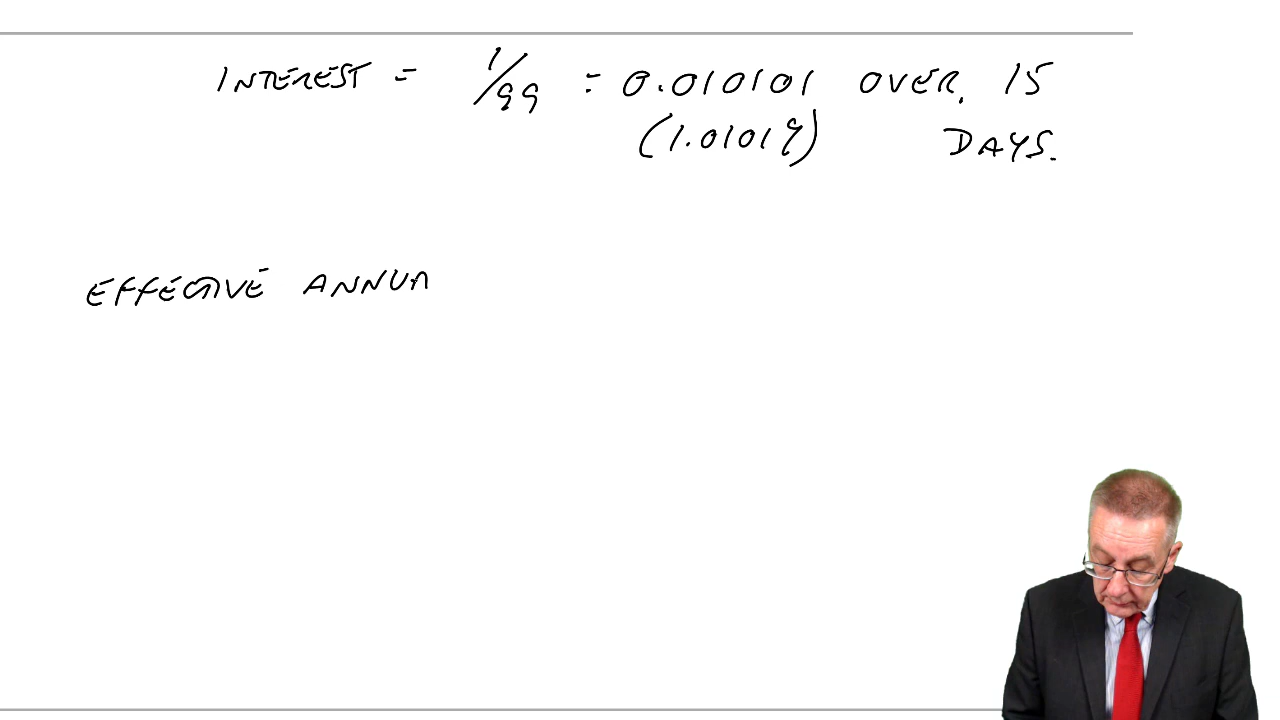 INTEREST = 1/99 = 0.010101 OVER. 15
(1.0101%) DAYS.
EFFECTIVE ANNUA